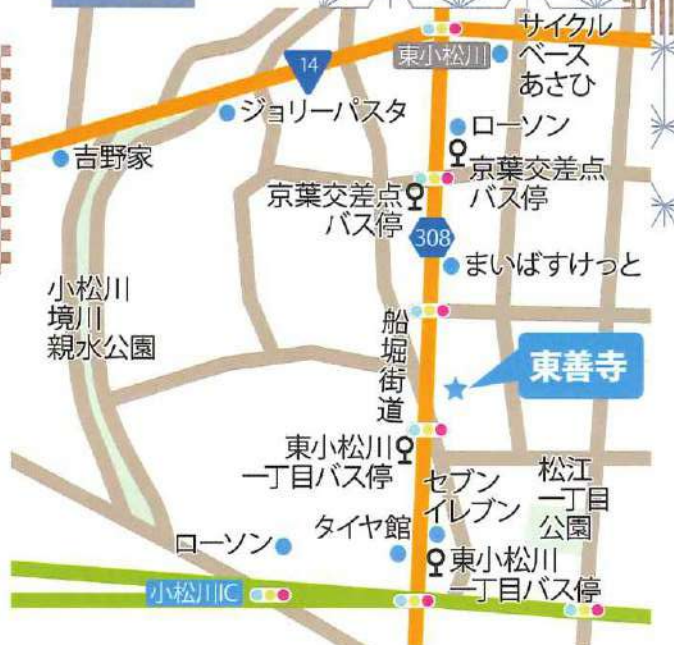 サイクル
ベース
あさひ
東小松川
14
ジョリーパスタ
ローソン
吉野家
京葉交差点
バス停
京葉交差点
バス停
308
まいばすけっと
小松川
境川
親水公園
船堀街道
東善寺
東小松川
一丁目バス停
セブン
イレブン
松江
一丁目
公園
タイヤ館
ローソン
東小松川
一丁目バス停
小松川IC